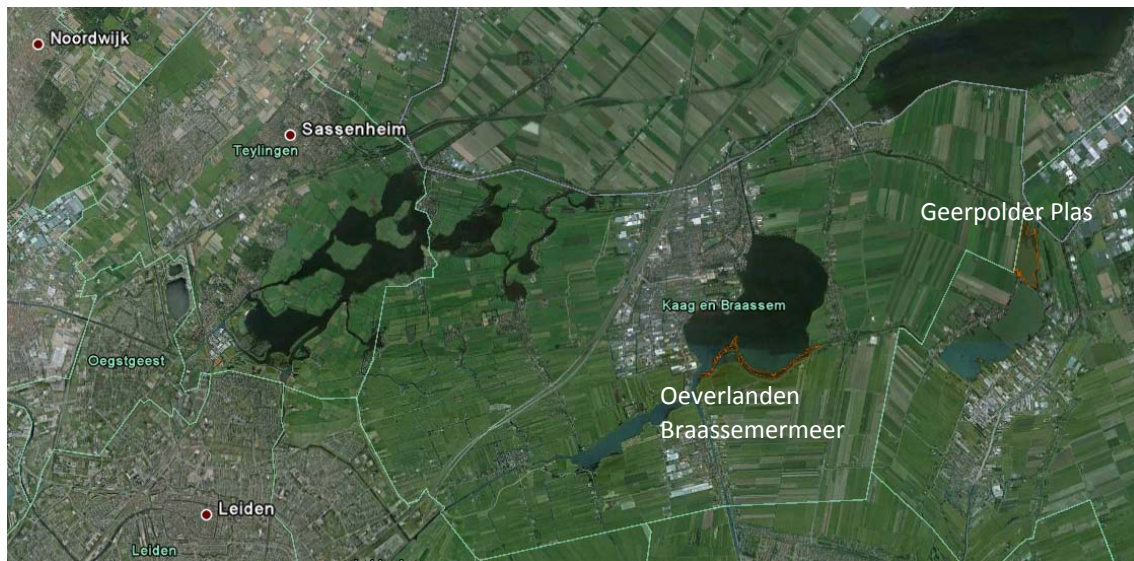 Noordwijk
Sassenheim
Teylingen
Geerpolder Plas
Kaag en Braassem
Oegstgeest
Oeverlanden
Braassemermeer
Leiden
Leiden